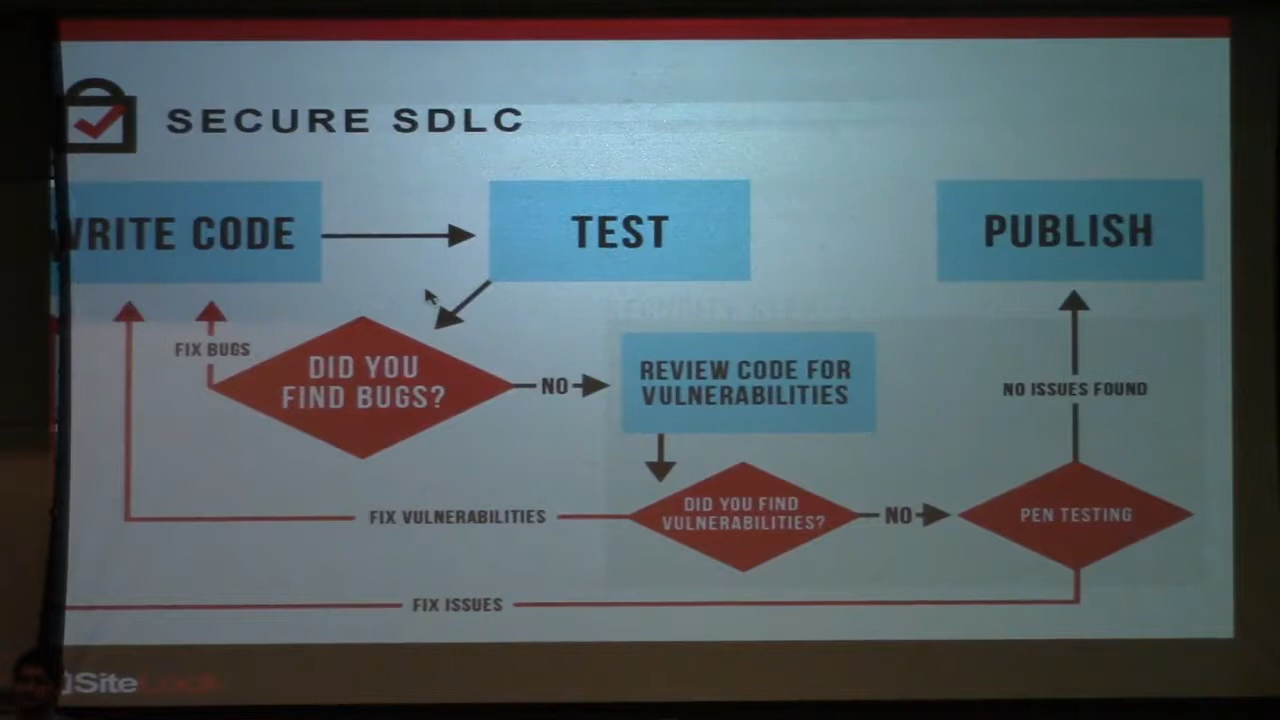 SECURE SDLC
WRITE CODE
TEST
PUBLISH
FIX BUGS
DID YOU
FIND BUGS?
NO
REVIEW CODE FOR
VULNERABILITIES
NO ISSUES FOUND
FIX VULNERABILITIES
DID YOU FIND
VULNERABILITIES?
NO
PEN TESTING
FIX ISSUES
SiteLock